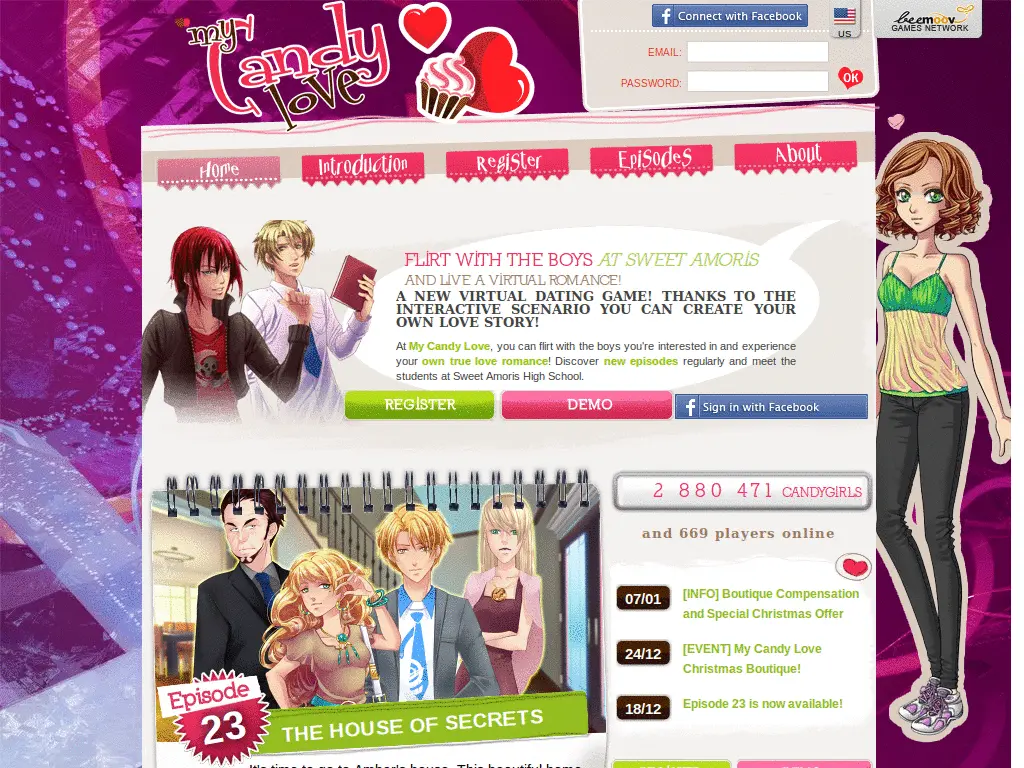 my Candy love
Connect with Facebook
US
beemoov
GAMES NETWORK
EMAIL:
PASSWORD:
OK
Home
Introduction
Register
Episodes
About
FLIRT WITH THE BOYS AT SWEET AMORIS
AND LIVE A VIRTUAL ROMANCE!
A NEW VIRTUAL DATING GAME! THANKS TO THE
INTERACTIVE SCENARIO YOU CAN CREATE YOUR
OWN LOVE STORY!
At My Candy Love, you can flirt with the boys you're interested in and experience
your own true love romance! Discover new episodes regularly and meet the
students at Sweet Amoris High School.
REGISTER
DEMO
Sign in with Facebook
2 880 471 CANDYGIRLS
and 669 players online
07/01
[INFO] Boutique Compensation
and Special Christmas Offer
24/12
[EVENT] My Candy Love
Christmas Boutique!
18/12
Episode 23 is now available!
Episode
23
THE HOUSE OF SECRETS
It's time to go to Amber's house. This beautiful home
REGISTER
DEMO